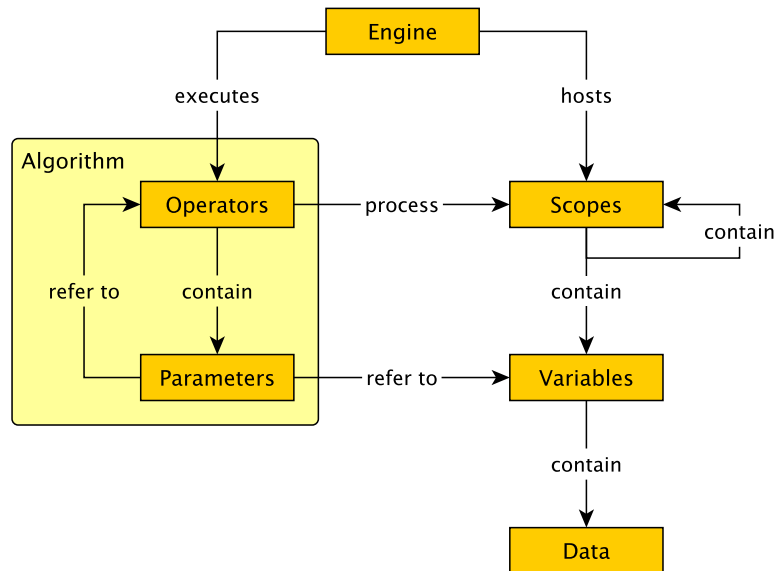 Engine
executes
hosts
Algorithm
Operators
process
Scopes
contain
refer to
contain
contain
Parameters
refer to
Variables
contain
Data